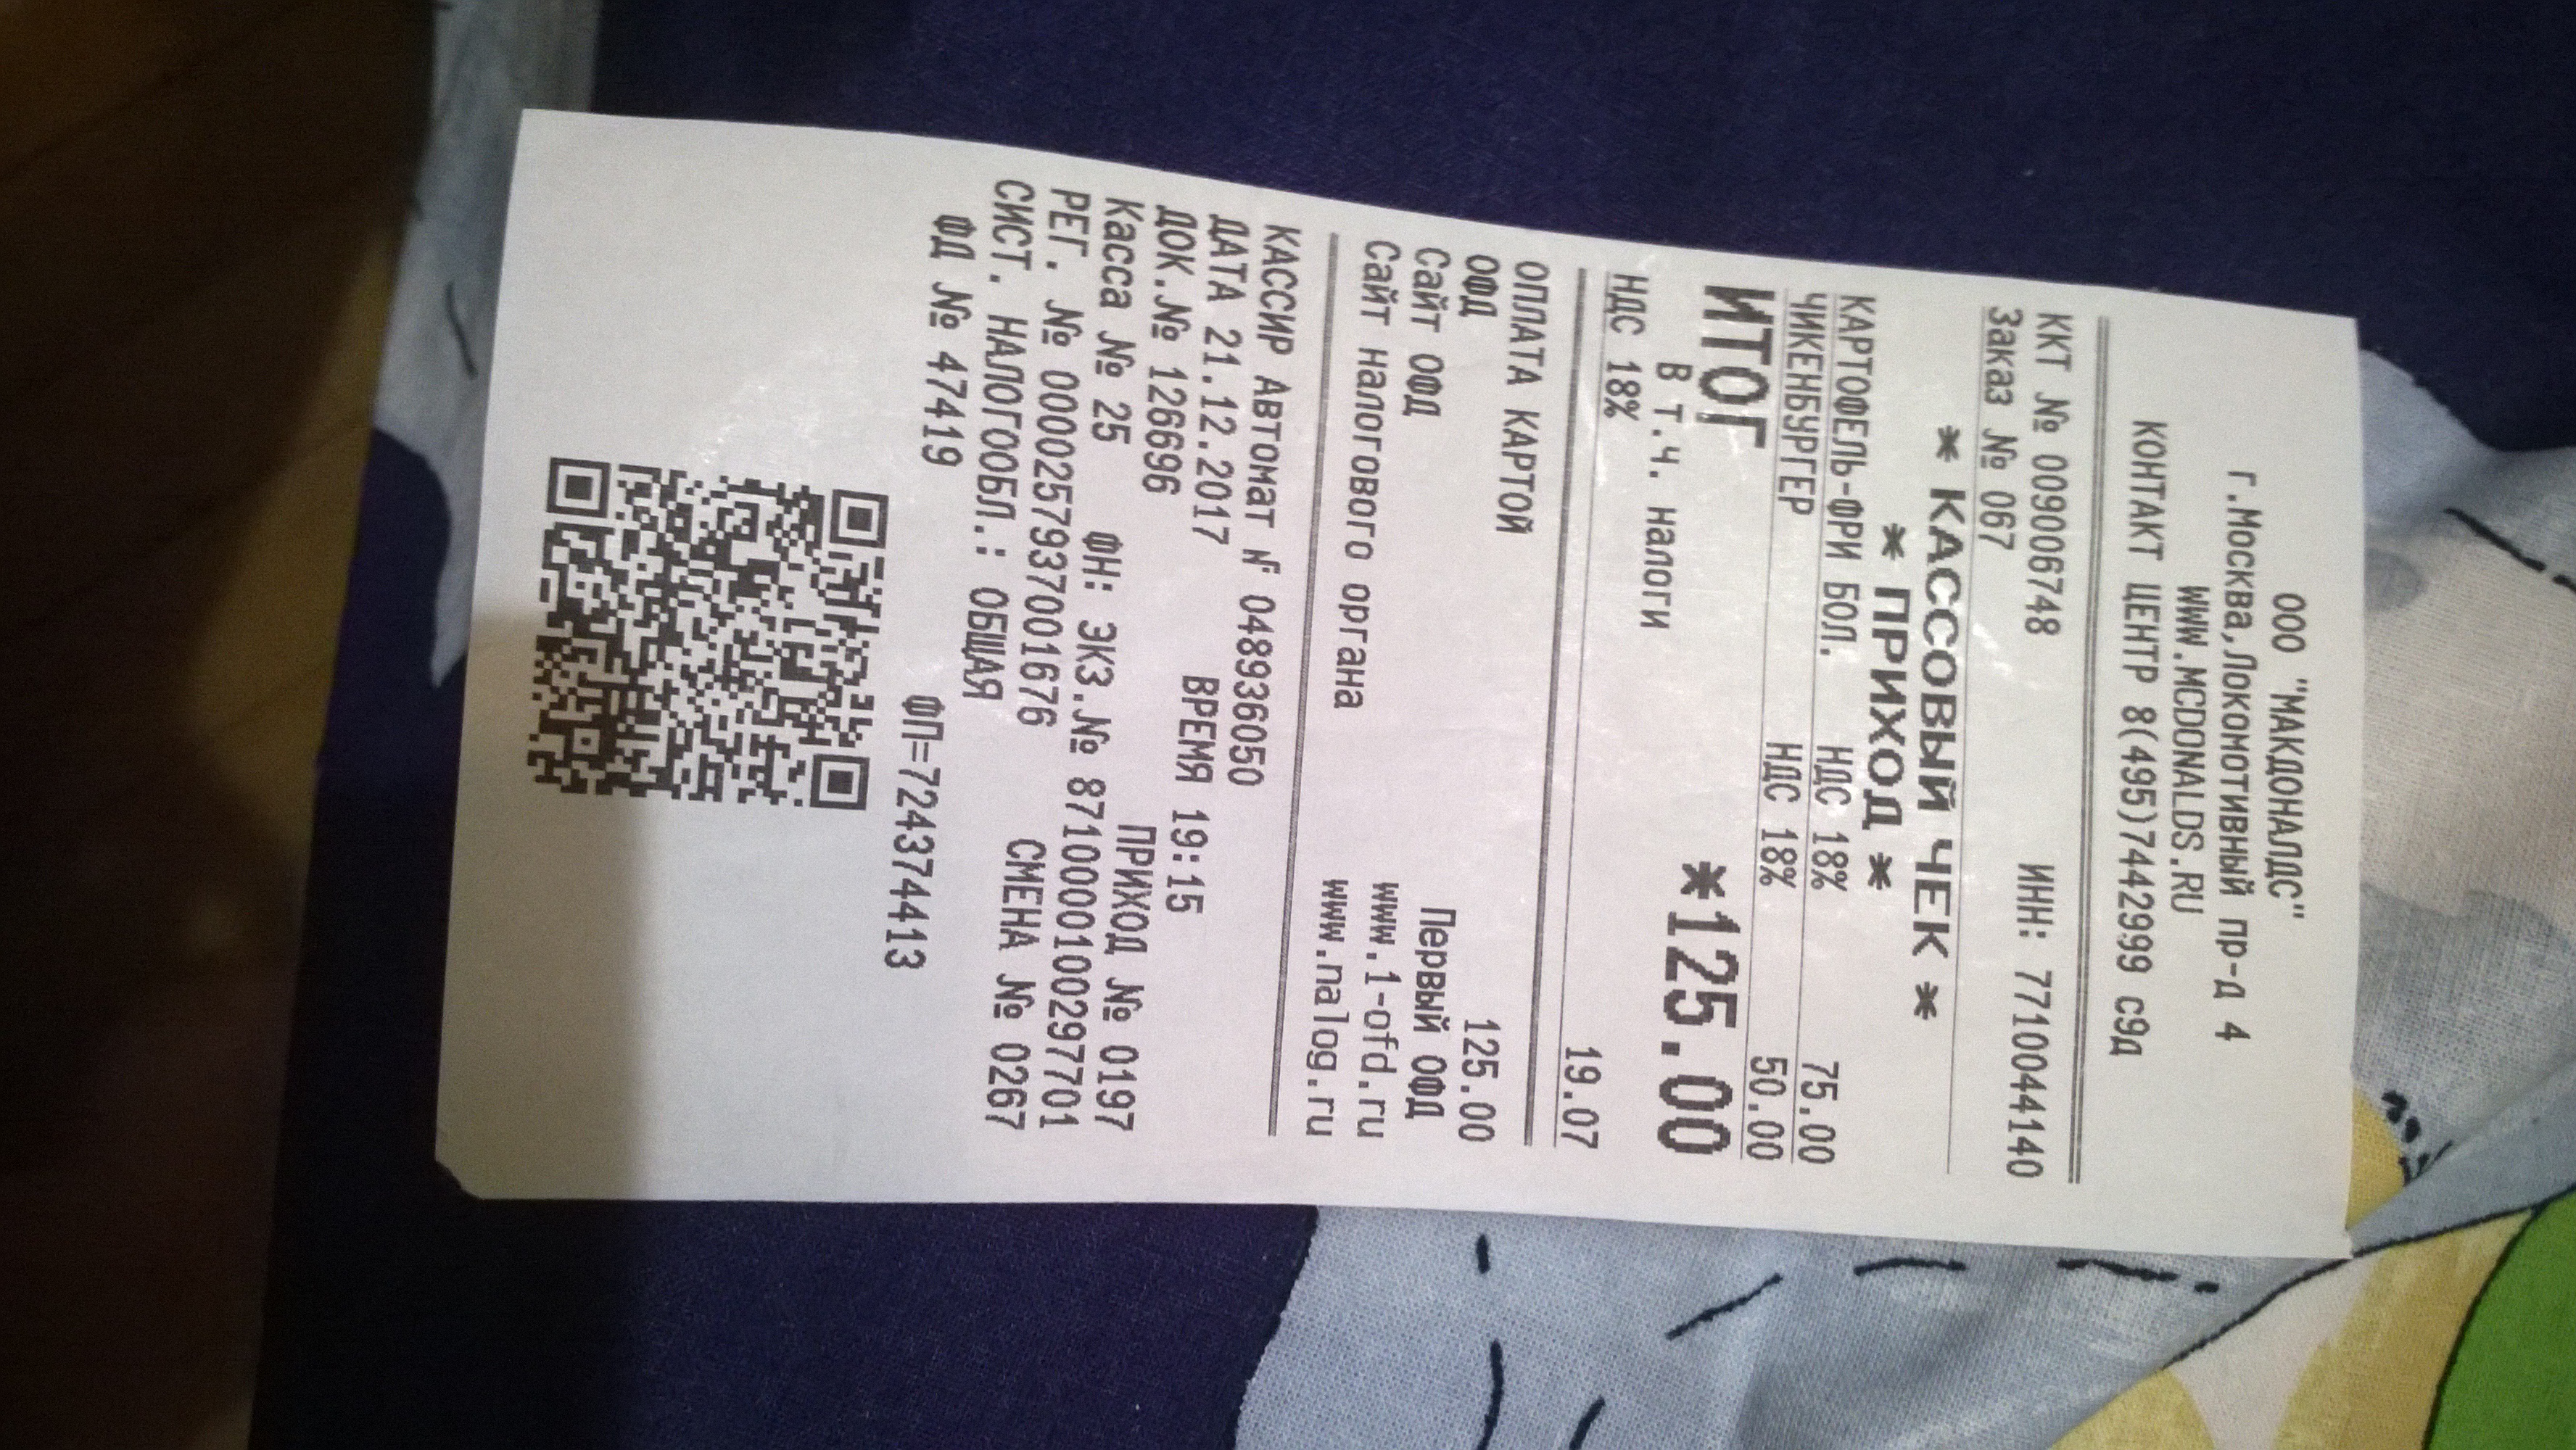 ООО "МАКДОНАЛДС"
г.Москва,Локомотивный пр-д 4
WWW.MCDONALDS.RU
КОНТАКТ ЦЕНТР 8(495)7442999 с9д
ККТ № 0090006748 ИНН: 7710044140
Заказ № 067
* КАССОВЫЙ ЧЕК *
* ПРИХОД *
КАРТОФЕЛЬ-ФРИ БОЛ. НДС 18% 75.00
ЧИКЕНБУРГЕР НДС 18% 50.00
ИТОГ *125.00
В т.ч. налоги
НДС 18% 19.07
ОПЛАТА КАРТОЙ 125.00
ОФД Первый ОФД
Сайт ОФД www.1-ofd.ru
Сайт налогового органа www.nalog.ru
КАССИР Автомат № 0489360 50
ДАТА 21.12.2017 ВРЕМЯ 19:15
ДОК.№ 126696 ПРИХОД № 0197
Касса № 25 ФН: ЭКЗ.№ 8710000100297701
РЕГ. № 0000257937001676 СМЕНА № 0267
СИСТ. НАЛОГООБЛ.: ОБЩАЯ
ФД № 47419 ФП=7243744413